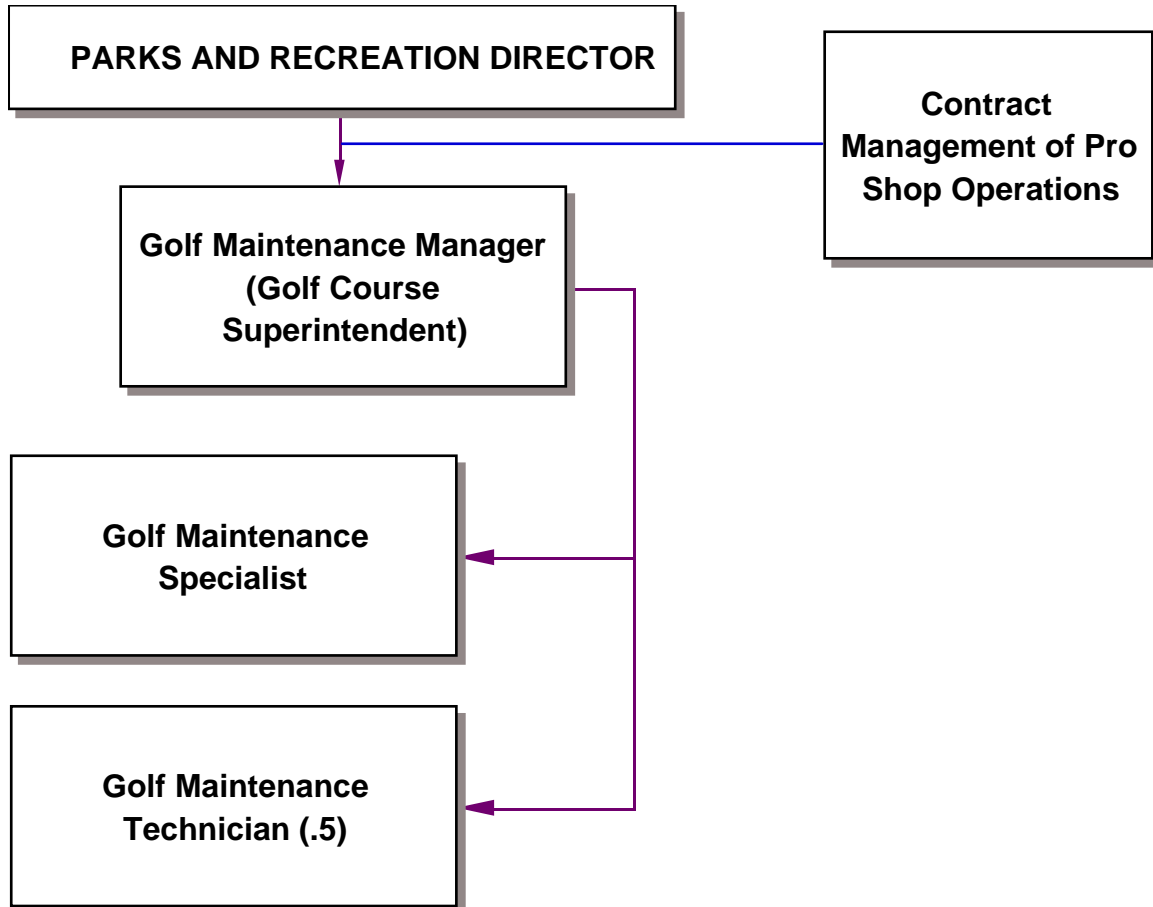 PARKS AND RECREATION DIRECTOR
Contract
Management of Pro
Shop Operations
Golf Maintenance Manager
(Golf Course
Superintendent)
Golf Maintenance
Specialist
Golf Maintenance
Technician (.5)